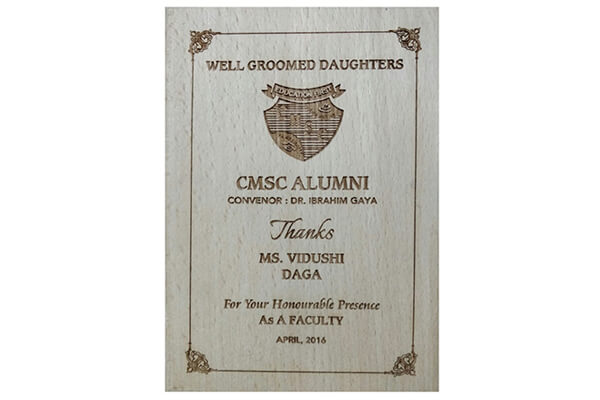 WELL GROOMED DAUGHTERS
EDUCATION FIRST
CMSC ALUMNI
CONVENOR : DR. IBRAHIM GAYA
Thanks
MS. VIDUSHI
DAGA
For Your Honourable Presence
As A FACULTY
APRIL, 2016